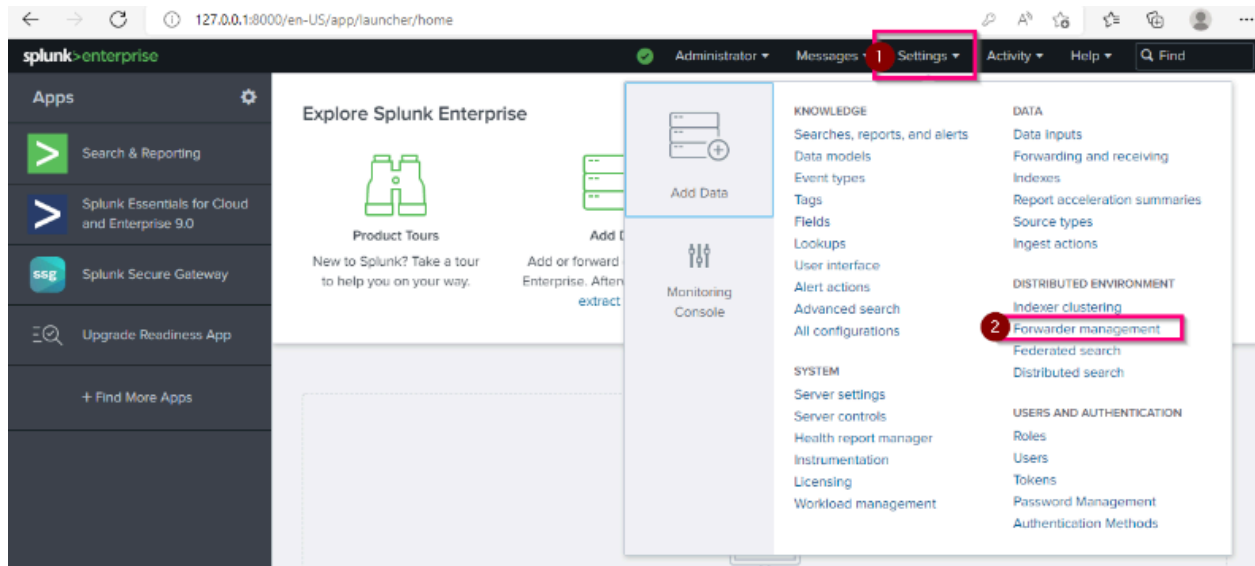 127.0.0.1:8000/en-US/app/launcher/home
splunk>enterprise
Administrator
Messages
1
Settings
Activity
Help
Find
Apps
Search & Reporting
Splunk Essentials for Cloud
and Enterprise 9.0
ssg
Splunk Secure Gateway
Upgrade Readiness App
+ Find More Apps
Explore Splunk Enterprise
Product Tours
New to Splunk? Take a tour
to help you on your way.
Add
Add or forward
Enterprise.
extract
Add Data
Monitoring
Console
KNOWLEDGE
Searches, reports, and alerts
Data models
Event types
Tags
Fields
Lookups
User interface
Alert actions
Advanced search
All configurations
SYSTEM
Server settings
Server controls
Health report manager
Instrumentation
Licensing
Workload management
DATA
Data inputs
Forwarding and receiving
Indexes
Report acceleration summaries
Source types
Ingest actions
DISTRIBUTED ENVIRONMENT
Indexer clustering
2
Forwarder management
Federated search
Distributed search
USERS AND AUTHENTICATION
Roles
Users
Tokens
Password Management
Authentication Methods